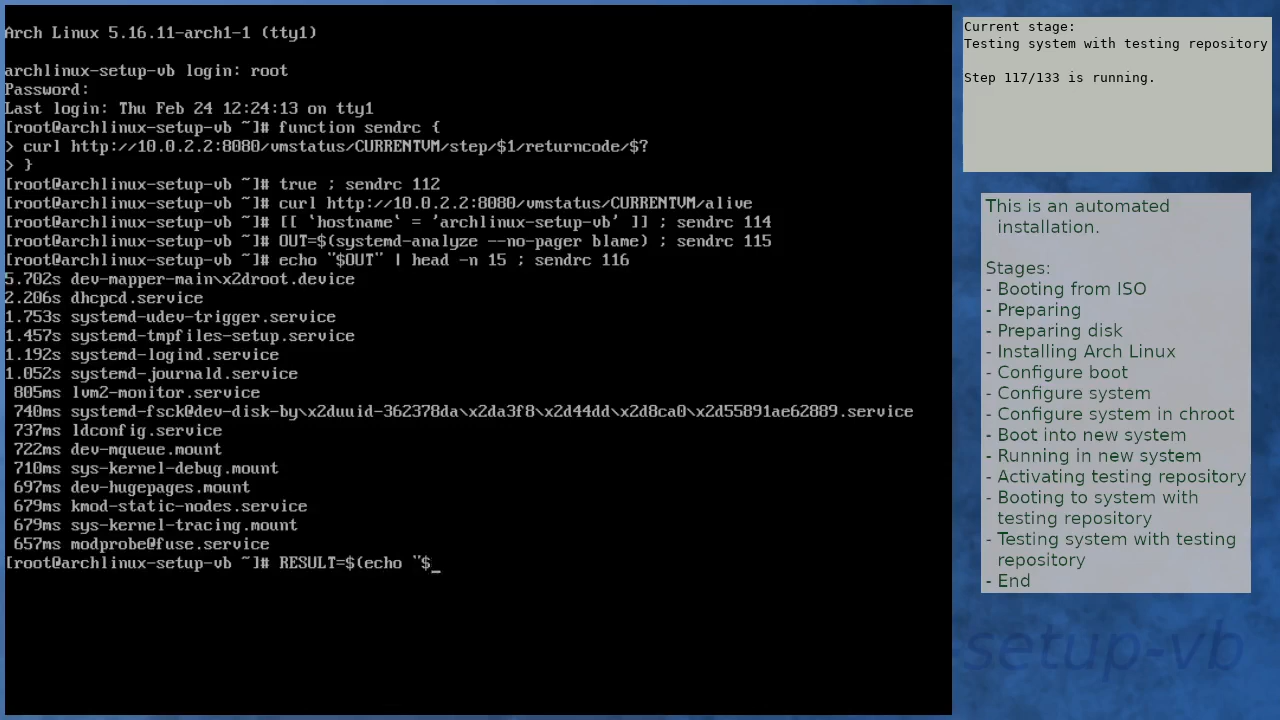 Arch Linux 5.16.11-arch1-1 (tty1)
archlinux-setup-vb login: root
Password:
Last login: Thu Feb 24 12:24:13 on tty1
[root@archlinux-setup-vb ~]# function sendrc {
> curl http://10.0.2.2:8080/vmstatus/CURRENTVM/step/$1/returncode/$?
> }
[root@archlinux-setup-vb ~]# true ; sendrc 112
[root@archlinux-setup-vb ~]# curl http://10.0.2.2:8080/vmstatus/CURRENTVM/alive
[root@archlinux-setup-vb ~]# [[ `hostname` = 'archlinux-setup-vb' ]] ; sendrc 114
[root@archlinux-setup-vb ~]# OUT=$(systemd-analyze --no-pager blame) ; sendrc 115
[root@archlinux-setup-vb ~]# echo "$OUT" | head -n 15 ; sendrc 116
5.702s dev-mapper-main\x2droot.device
2.206s dhcpcd.service
1.753s systemd-udev-trigger.service
1.457s systemd-tmpfiles-setup.service
1.192s systemd-logind.service
1.052s systemd-journald.service
805ms lvm2-monitor.service
740ms systemd-fsck@dev-disk-by\x2duuid-362378da\x2da3f8\x2d44dd\x2d8ca0\x2d55891ae62889.service
737ms ldconfig.service
722ms dev-mqueue.mount
710ms sys-kernel-debug.mount
697ms dev-hugepages.mount
679ms kmod-static-nodes.service
679ms sys-kernel-tracing.mount
657ms modprobe@fuse.service
[root@archlinux-setup-vb ~]# RESULT=$(echo "$_
Current stage:
Testing system with testing repository
Step 117/133 is running.
This is an automated
installation.
Stages:
- Booting from ISO
- Preparing
- Preparing disk
- Installing Arch Linux
- Configure boot
- Configure system
- Configure system in chroot
- Boot into new system
- Running in new system
- Activating testing repository
- Booting to system with
testing repository
- Testing system with testing
repository
- End
setup-vb